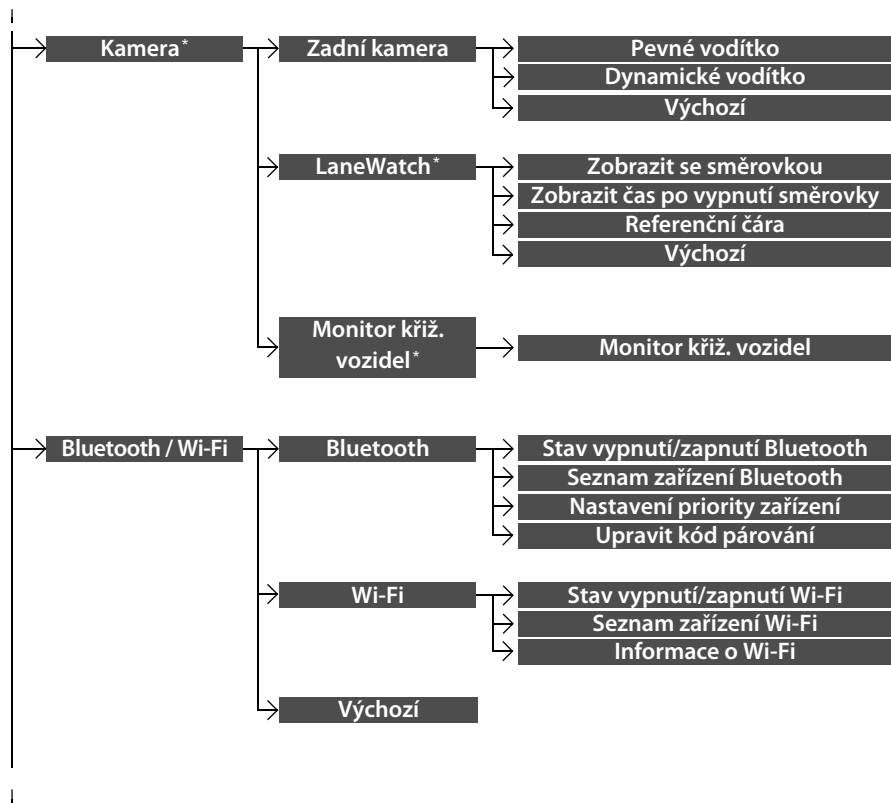 Kamera*
Zadní kamera
Pevné vodítko
Dynamické vodítko
Výchozí
LaneWatch*
Zobrazit se směrovkou
Zobrazit čas po vypnutí směrovky
Referenční čára
Výchozí
Monitor křiž.
vozidel*
Monitor křiž. vozidel
Bluetooth / Wi-Fi
Bluetooth
Stav vypnutí/zapnutí Bluetooth
Seznam zařízení Bluetooth
Nastavení priority zařízení
Upravit kód párování
Wi-Fi
Stav vypnutí/zapnutí Wi-Fi
Seznam zařízení Wi-Fi
Informace o Wi-Fi
Výchozí